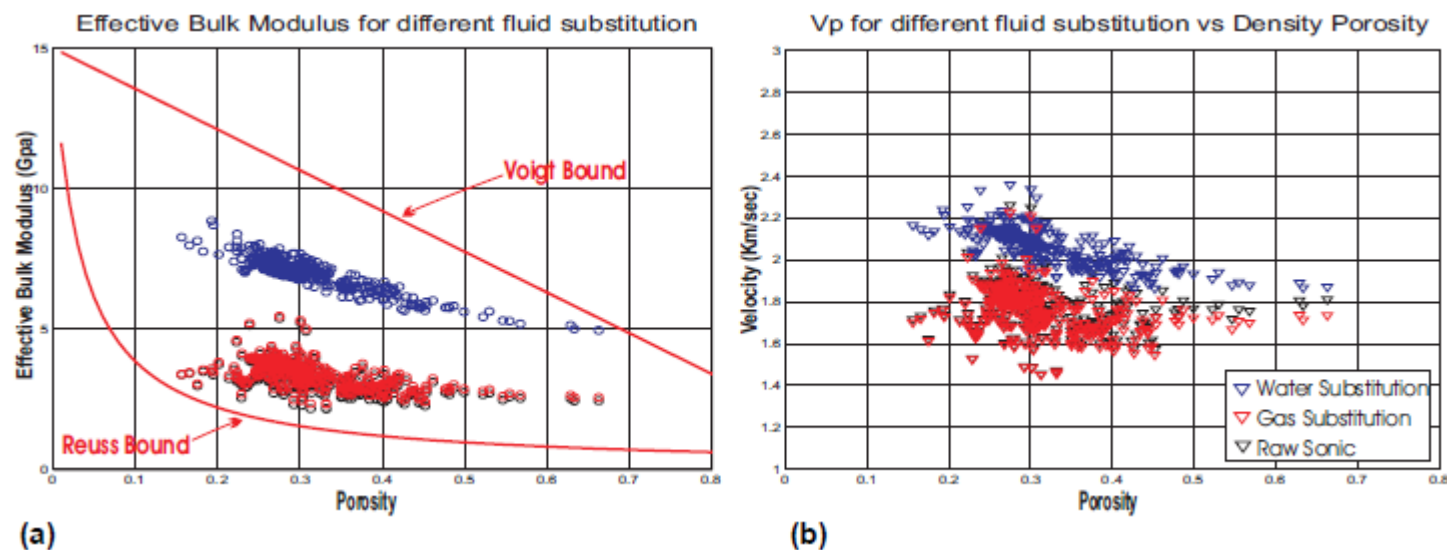 Effective Bulk Modulus for different fluid substitution
15
10
5
0
0
0.1
0.2
0.3
0.4
0.5
0.6
0.7
0.8
Effective Bulk Modulus (Gpa)
Porosity
Voigt Bound
Reuss Bound
(a)
Vp for different fluid substitution vs Density Porosity
3
2.8
2.6
2.4
2.2
2
1.8
1.6
1.4
1.2
1
0
0.1
0.2
0.3
0.4
0.5
0.6
0.7
0.8
Velocity (Km/sec)
Porosity
Water Substitution
Gas Substitution
Raw Sonic
(b)